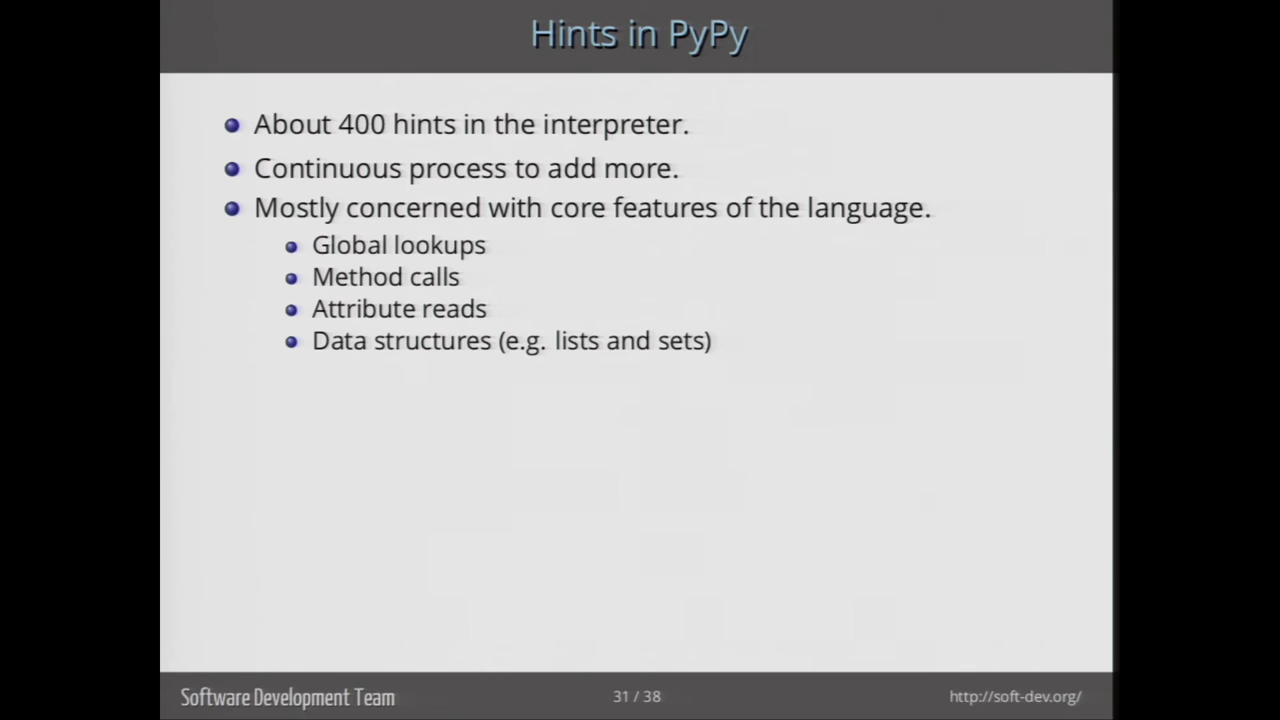 Hints in PyPy
About 400 hints in the interpreter.
Continuous process to add more.
Mostly concerned with core features of the language.
Global lookups
Method calls
Attribute reads
Data structures (e.g. lists and sets)
Software Development Team
31 / 38
http://soft-dev.org/